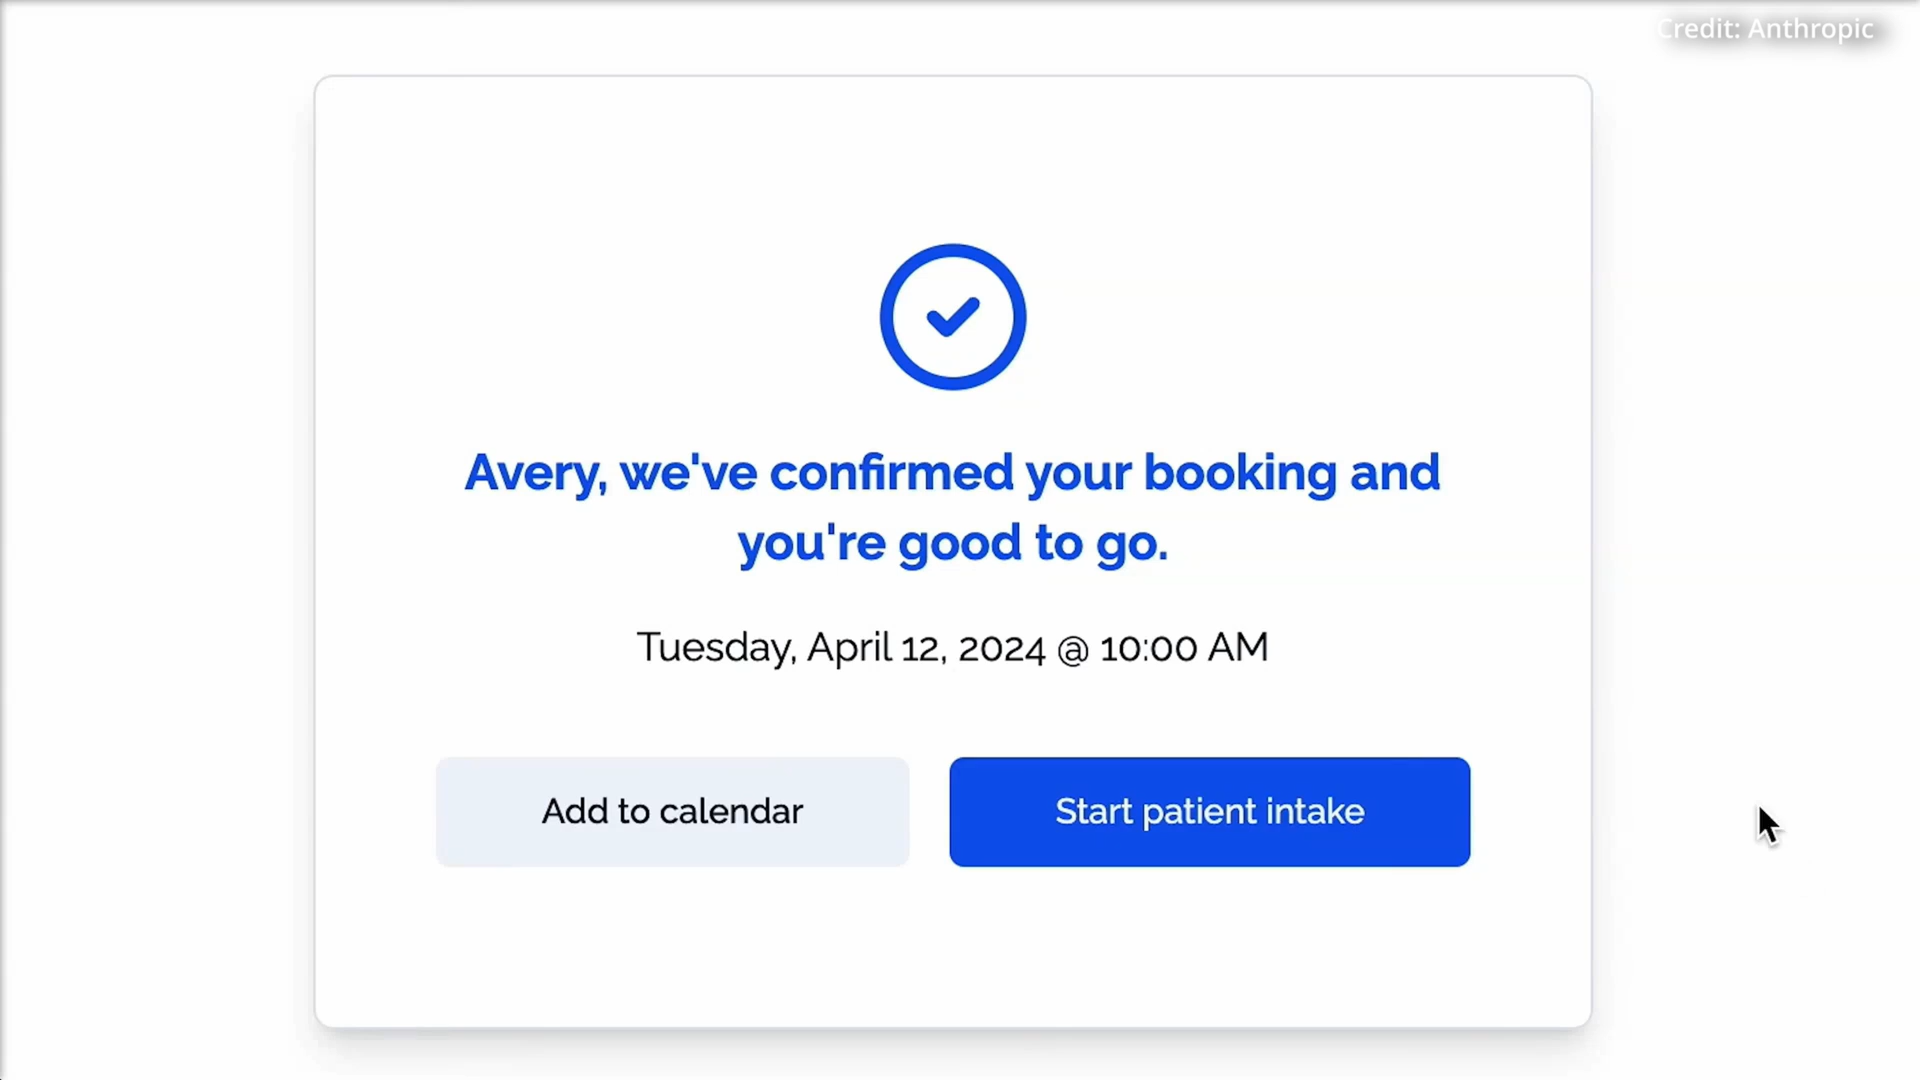 Credit: Anthropic
Avery, we've confirmed your booking and
you're good to go.
Tuesday, April 12, 2024 @ 10:00 AM
Add to calendar
Start patient intake